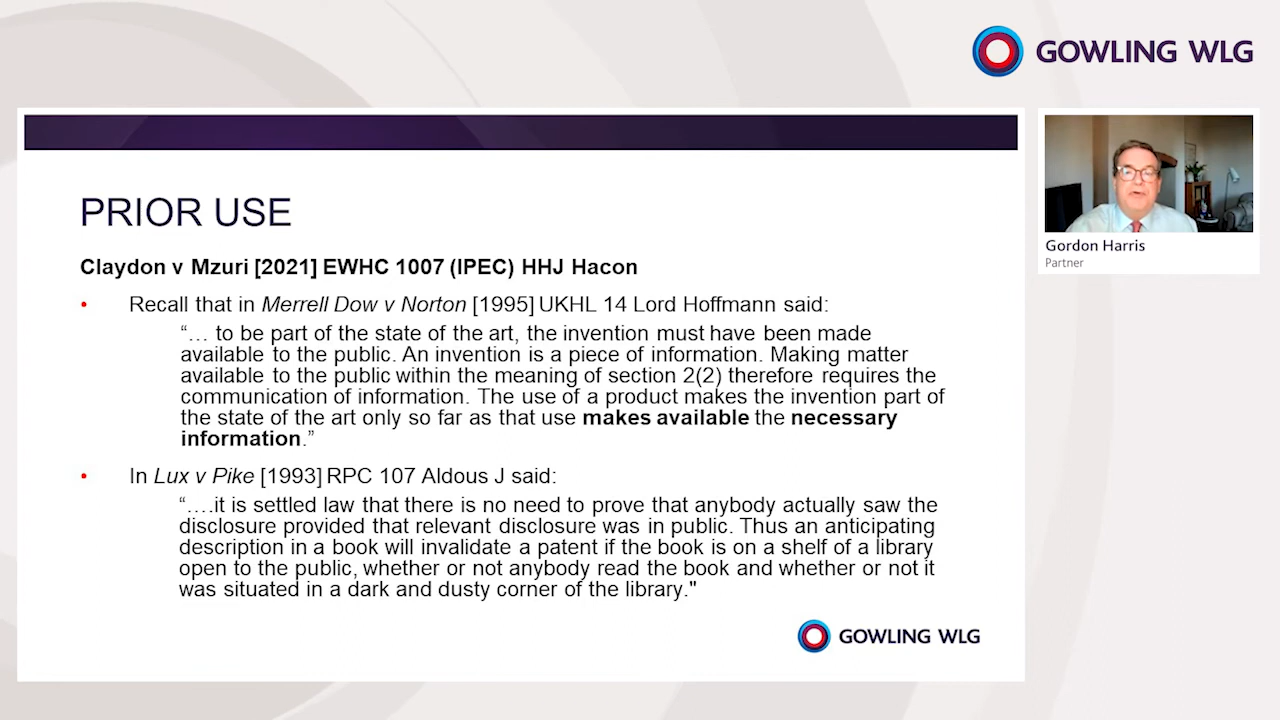 GOWLING WLG
PRIOR USE
Claydon v Mzuri [2021] EWHC 1007 (IPEC) HHJ Hacon
• Recall that in Merrell Dow v Norton [1995] UKHL 14 Lord Hoffmann said:
“… to be part of the state of the art, the invention must have been made
available to the public. An invention is a piece of information. Making matter
available to the public within the meaning of section 2(2) therefore requires the
communication of information. The use of a product makes the invention part of
the state of the art only so far as that use makes available the necessary
information.”
• In Lux v Pike [1993] RPC 107 Aldous J said:
“….it is settled law that there is no need to prove that anybody actually saw the
disclosure provided that relevant disclosure was in public. Thus an anticipating
description in a book will invalidate a patent if the book is on a shelf of a library
open to the public, whether or not anybody read the book and whether or not it
was situated in a dark and dusty corner of the library."
GOWLING WLG
Gordon Harris
Partner